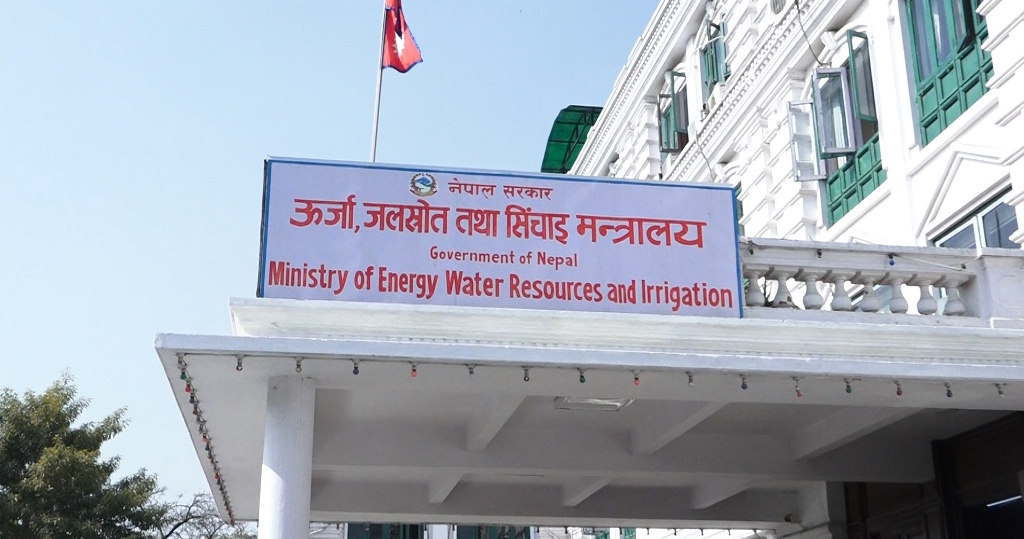 नेपाल सरकार
ऊर्जा, जलस्रोत तथा सिंचाइ मन्त्रालय
Government of Nepal
Ministry of Energy Water Resources and Irrigation